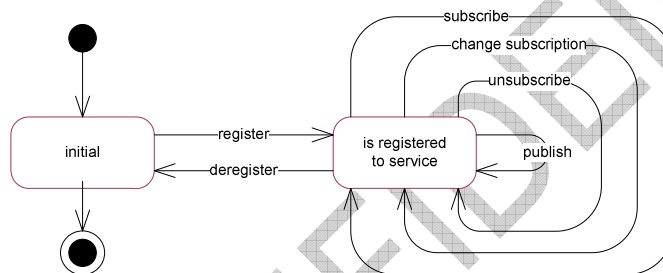 subscribe
change subscription
unsubscribe
register
initial
is registered
to service
publish
deregister